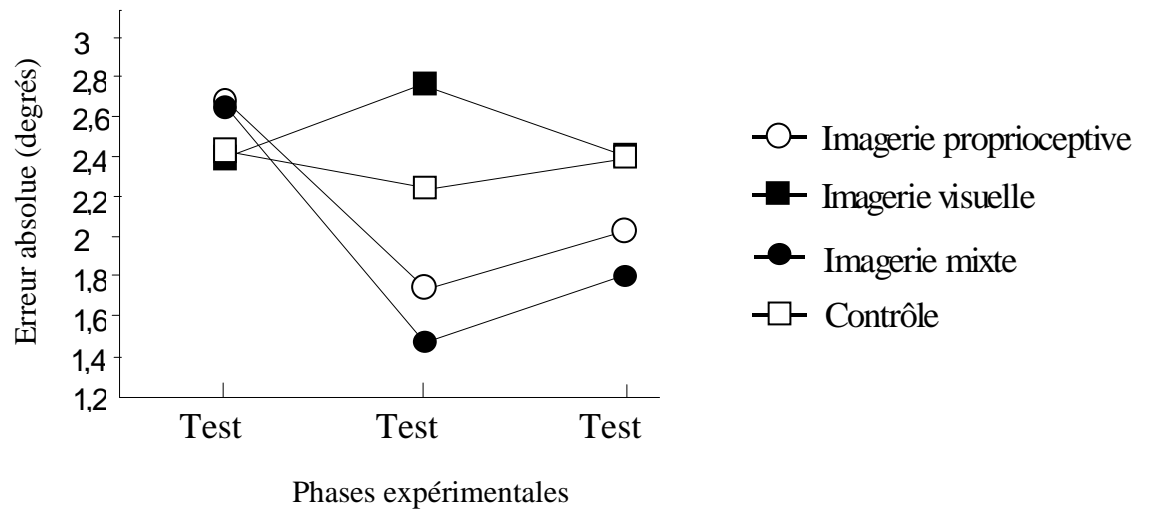 Erreur absolue (degrés)
3
2,8
2,6
2,4
2,2
2
1,8
1,6
1,4
1,2
Test
Test
Test
Phases expérimentales
Imagerie proprioceptive
Imagerie visuelle
Imagerie mixte
Contrôle